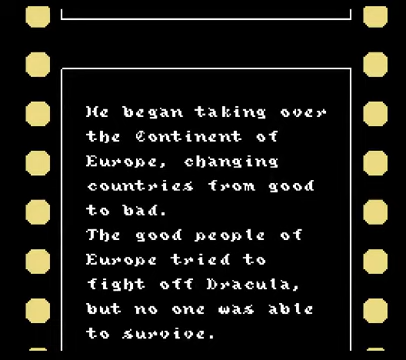 He began taking over
the Continent of
Europe, changing
countries from good
to bad.
The good people of
Europe tried to
fight off Dracula,
but no one was able
to survive.